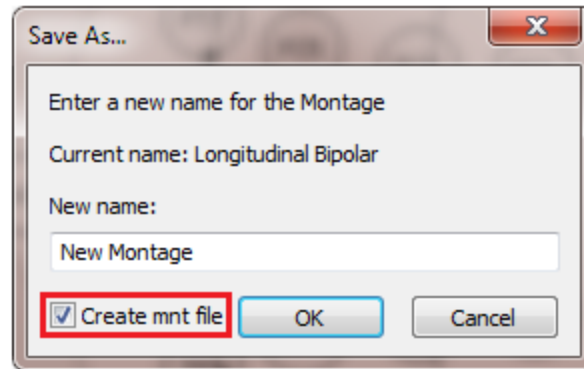 Save As...
Enter a new name for the Montage
Current name: Longitudinal Bipolar
New name:
New Montage
Create mnt file OK Cancel